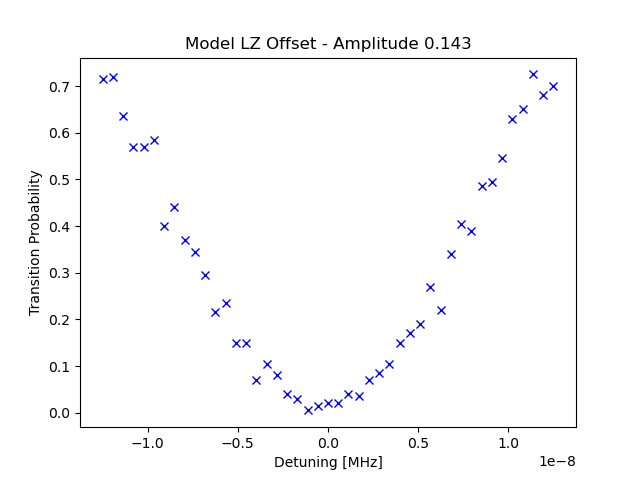 Model LZ Offset - Amplitude 0.143
Transition Probability
0.7
0.6
0.5
0.4
0.3
0.2
0.1
0.0
−1.0 −0.5 0.0 0.5 1.0
1e−8
Detuning [MHz]